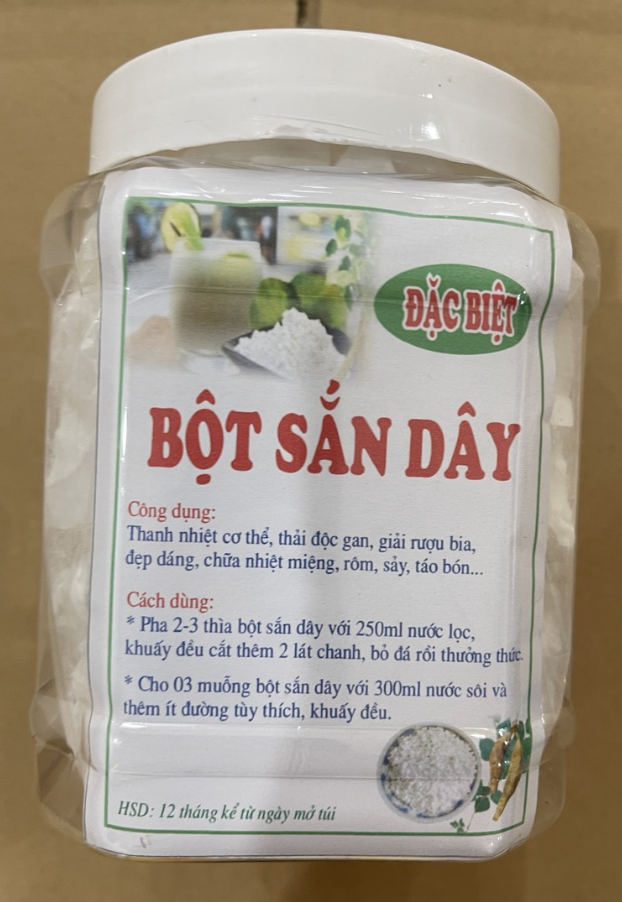 ĐẶC BIỆT
BỘT SẮN DÂY
Công dụng:
Thanh nhiệt cơ thể, thải độc gan, giải rượu bia,
đẹp dáng, chữa nhiệt miệng, rôm, sảy, táo bón...
Cách dùng:
* Pha 2-3 thìa bột sắn dây với 250ml nước lọc,
khuấy đều cắt thêm 2 lát chanh, bỏ đá rồi thưởng thức.
* Cho 03 muỗng bột sắn dây với 300ml nước sôi và
thêm ít đường tùy thích, khuấy đều.
HSD: 12 tháng kể từ ngày mở túi